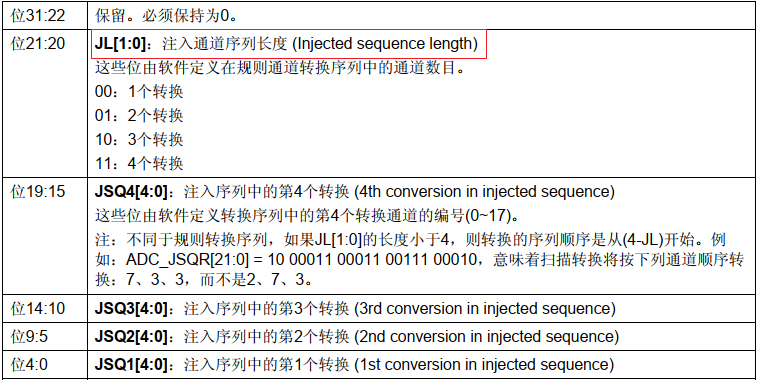 位31:22
保留。必须保持为0。
位21:20
JL[1:0]：注入通道序列长度 (Injected sequence length)
这些位由软件定义在规则通道转换序列中的通道数目。
00：1个转换
01：2个转换
10：3个转换
11：4个转换
位19:15
JSQ4[4:0]：注入序列中的第4个转换 (4th conversion in injected sequence)
这些位由软件定义转换序列中的第4个转换通道的编号(0~17)。
注：不同于规则转换序列，如果JL[1:0]的长度小于4，则转换的序列顺序是从(4-JL)开始。例
如：ADC_JSQR[21:0] = 10 00011 00011 00111 00010，意味着扫描转换将按下列通道顺序转
换：7、3、3，而不是2、7、3。
位14:10
JSQ3[4:0]：注入序列中的第3个转换 (3rd conversion in injected sequence)
位9:5
JSQ2[4:0]：注入序列中的第2个转换 (2nd conversion in injected sequence)
位4:0
JSQ1[4:0]：注入序列中的第1个转换 (1st conversion in injected sequence)